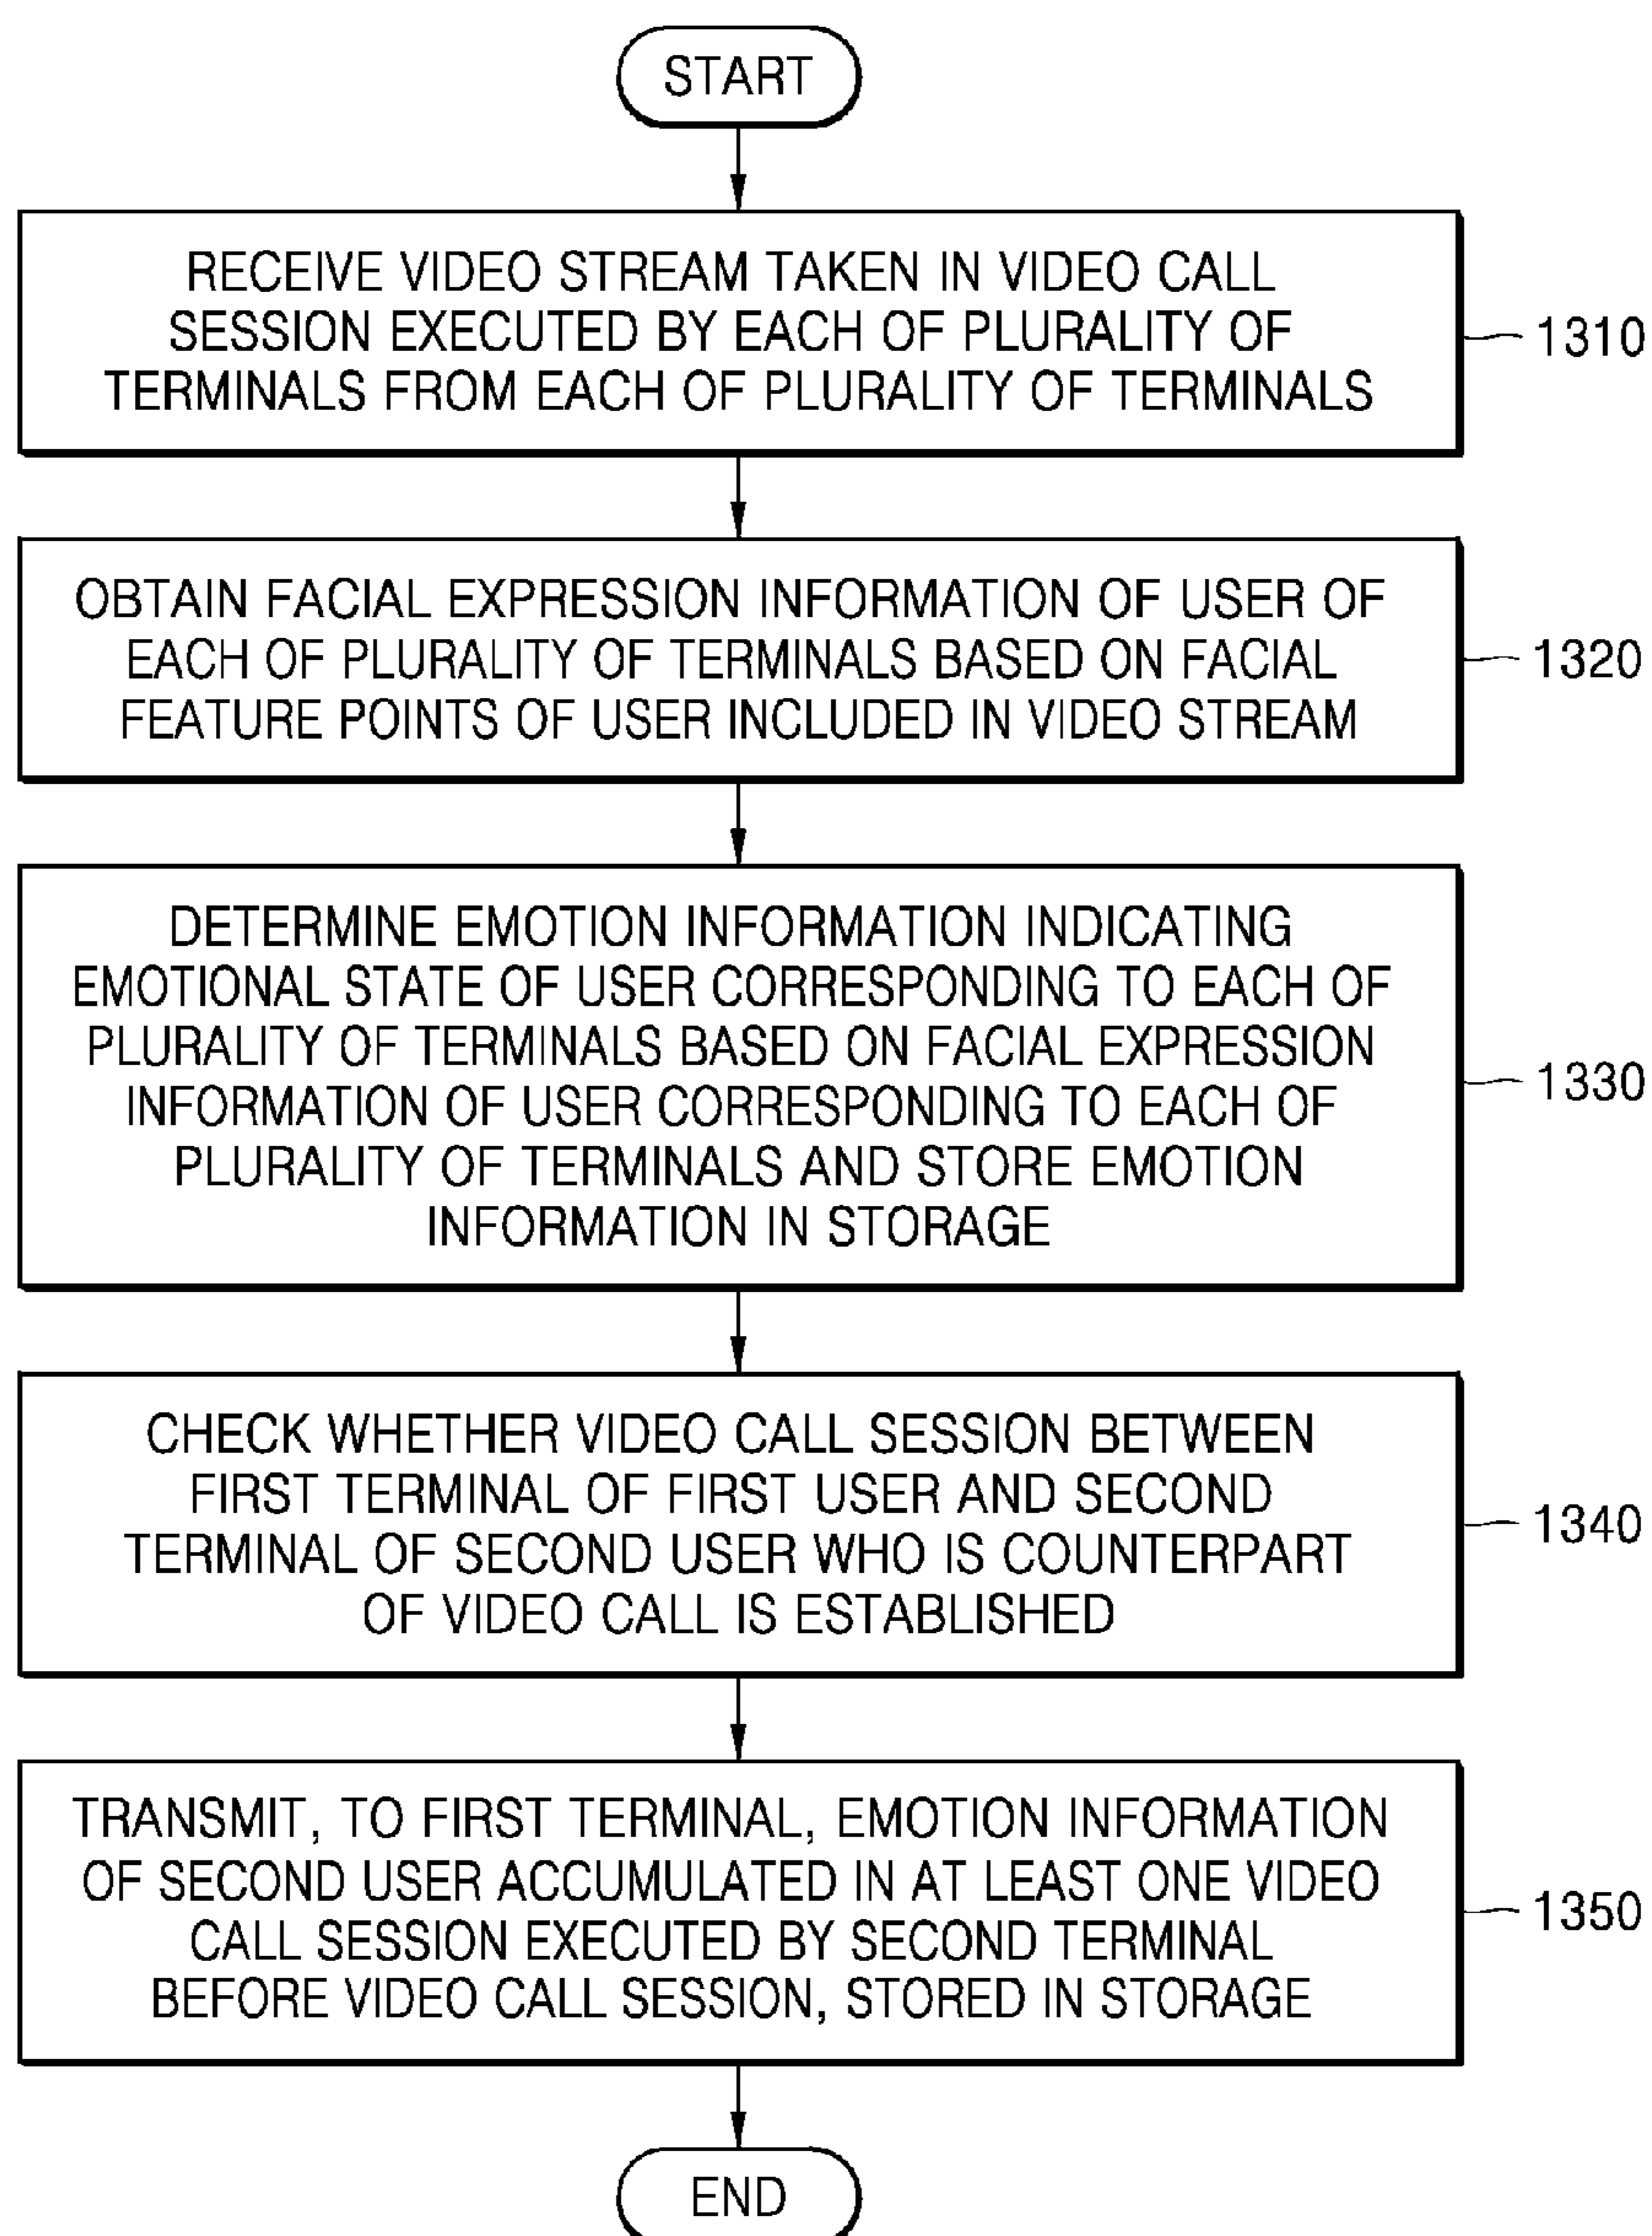 START
RECEIVE VIDEO STREAM TAKEN IN VIDEO CALL
SESSION EXECUTED BY EACH OF PLURALITY OF
TERMINALS FROM EACH OF PLURALITY OF TERMINALS
1310
OBTAIN FACIAL EXPRESSION INFORMATION OF USER OF
EACH OF PLURALITY OF TERMINALS BASED ON FACIAL
FEATURE POINTS OF USER INCLUDED IN VIDEO STREAM
1320
DETERMINE EMOTION INFORMATION INDICATING
EMOTIONAL STATE OF USER CORRESPONDING TO EACH OF
PLURALITY OF TERMINALS BASED ON FACIAL EXPRESSION
INFORMATION OF USER CORRESPONDING TO EACH OF
PLURALITY OF TERMINALS AND STORE EMOTION
INFORMATION IN STORAGE
1330
CHECK WHETHER VIDEO CALL SESSION BETWEEN
FIRST TERMINAL OF FIRST USER AND SECOND
TERMINAL OF SECOND USER WHO IS COUNTERPART
OF VIDEO CALL IS ESTABLISHED
1340
TRANSMIT, TO FIRST TERMINAL, EMOTION INFORMATION
OF SECOND USER ACCUMULATED IN AT LEAST ONE VIDEO
CALL SESSION EXECUTED BY SECOND TERMINAL
BEFORE VIDEO CALL SESSION, STORED IN STORAGE
1350
END